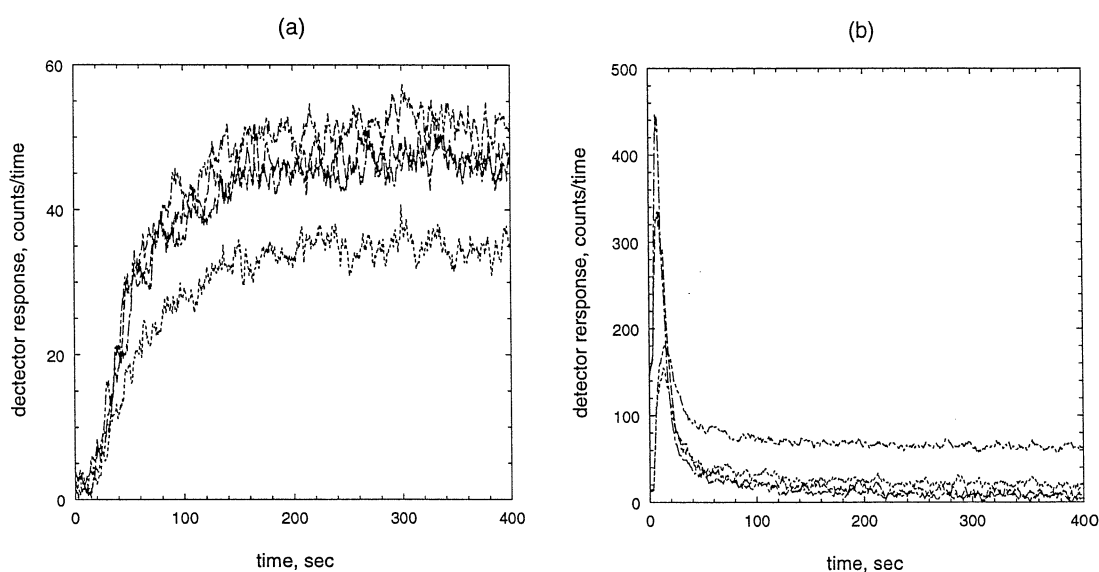 (a)
(b)
60
40
20
0
dectector response, counts/time
0 100 200 300 400
time, sec
500
400
300
200
100
0
detector rersponse, counts/time
0 100 200 300 400
time, sec